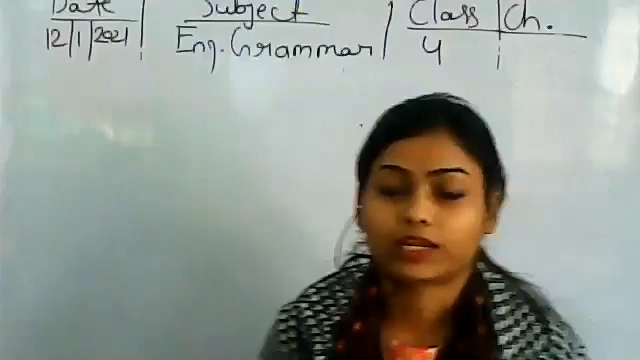 Date | Subject | Class | Ch.
12|1|2021 | Eng. Grammar | 4 |